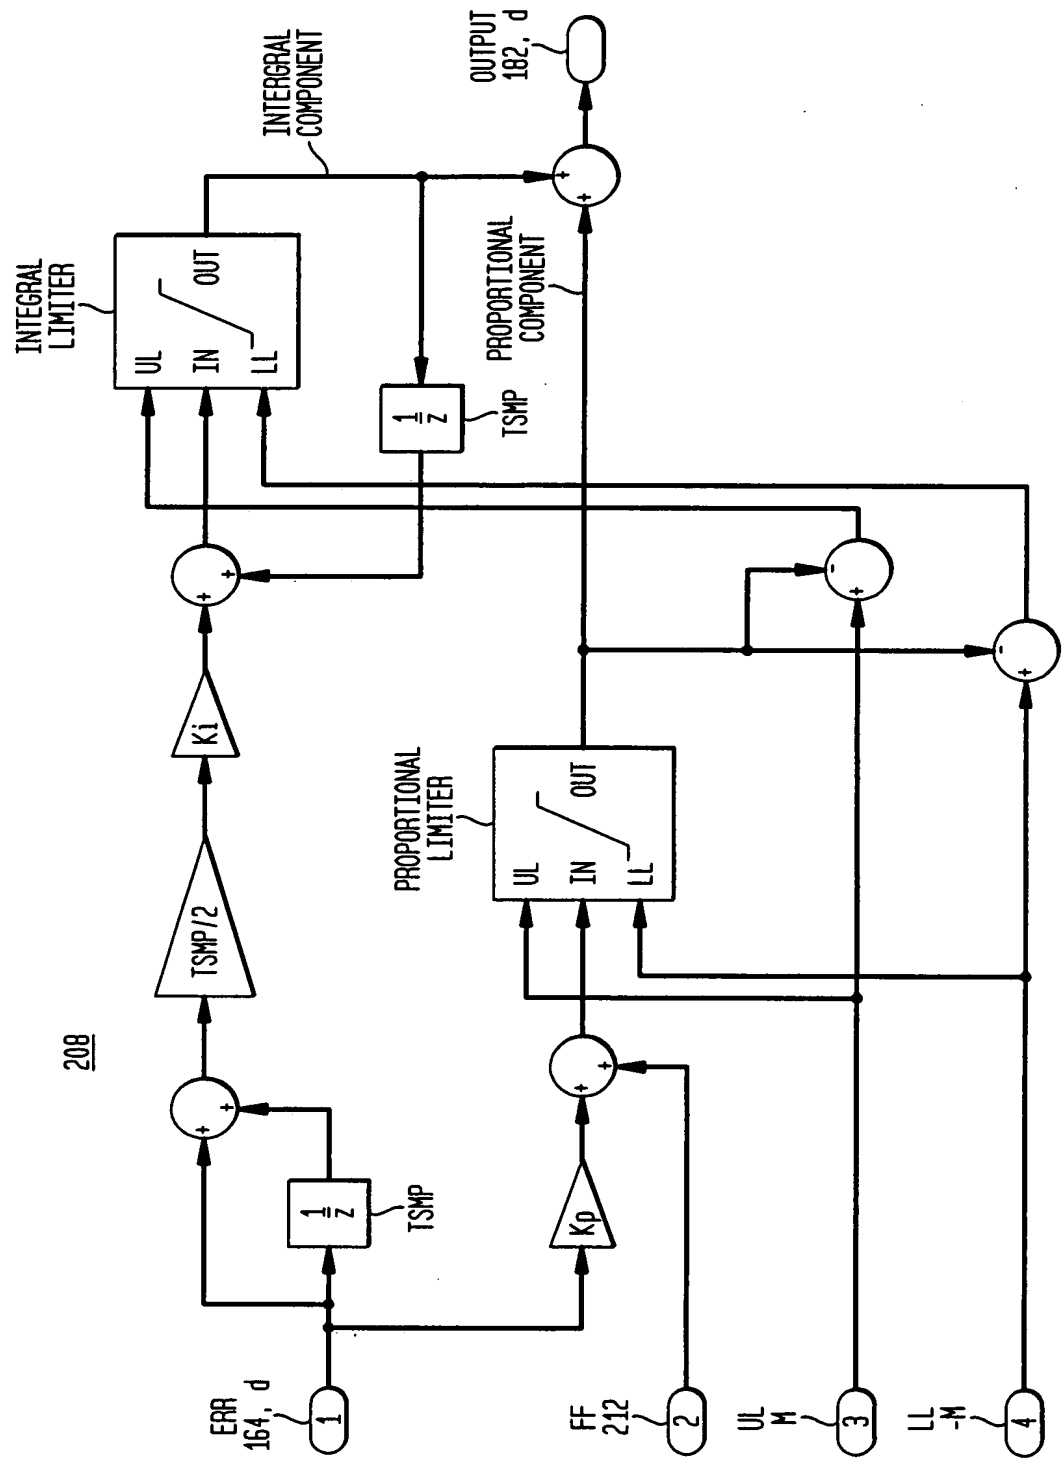 208
ERR
164, d
1
1
z
TSMP
+
+
TSMP/2
Ki
+
+
INTEGRAL
LIMITER
UL
IN
LL
OUT
INTERGRAL
COMPONENT
1
z
TSMP
FF
212
2
Kp
+
+
PROPORTIONAL
LIMITER
UL
IN
LL
OUT
PROPORTIONAL
COMPONENT
+
+
OUTPUT
182, d
UL
M
3
+
-
LL
-M
4
+
-